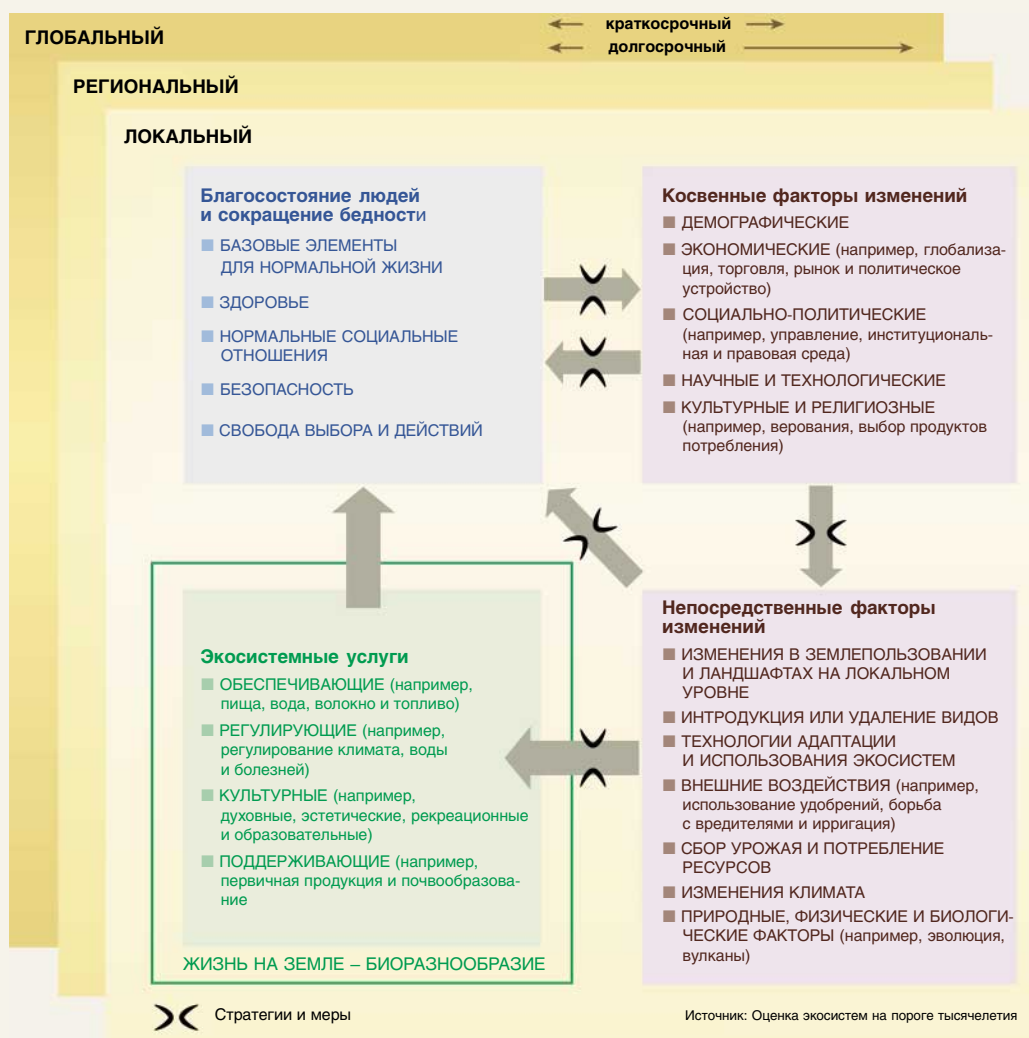 ГЛОБАЛЬНЫЙ
краткосрочный
долгосрочный
РЕГИОНАЛЬНЫЙ
ЛОКАЛЬНЫЙ
Благосостояние людей
и сокращение бедности
БАЗОВЫЕ ЭЛЕМЕНТЫ
ДЛЯ НОРМАЛЬНОЙ ЖИЗНИ
ЗДОРОВЬЕ
НОРМАЛЬНЫЕ СОЦИАЛЬНЫЕ
ОТНОШЕНИЯ
БЕЗОПАСНОСТЬ
СВОБОДА ВЫБОРА И ДЕЙСТВИЙ
Косвенные факторы изменений
ДЕМОГРАФИЧЕСКИЕ
ЭКОНОМИЧЕСКИЕ (например, глобализа-
ция, торговля, рынок и политическое
устройство)
СОЦИАЛЬНО-ПОЛИТИЧЕСКИЕ
(например, управление, институциональ-
ная и правовая среда)
НАУЧНЫЕ И ТЕХНОЛОГИЧЕСКИЕ
КУЛЬТУРНЫЕ И РЕЛИГИОЗНЫЕ
(например, верования, выбор продуктов
потребления)
Экосистемные услуги
ОБЕСПЕЧИВАЮЩИЕ (например,
пища, вода, волокно и топливо)
РЕГУЛИРУЮЩИЕ (например,
регулирование климата, воды
и болезней)
КУЛЬТУРНЫЕ (например,
духовные, эстетические, рекреационные
и образовательные)
ПОДДЕРЖИВАЮЩИЕ (например,
первичная продукция и почвообразова-
ние
ЖИЗНЬ НА ЗЕМЛЕ – БИОРАЗНООБРАЗИЕ
Непосредственные факторы
изменений
ИЗМЕНЕНИЯ В ЗЕМЛЕПОЛЬЗОВАНИИ
И ЛАНДШАФТАХ НА ЛОКАЛЬНОМ
УРОВНЕ
ИНТРОДУКЦИЯ ИЛИ УДАЛЕНИЕ ВИДОВ
ТЕХНОЛОГИИ АДАПТАЦИИ
И ИСПОЛЬЗОВАНИЯ ЭКОСИСТЕМ
ВНЕШНИЕ ВОЗДЕЙСТВИЯ (например,
использование удобрений, борьба
с вредителями и ирригация)
СБОР УРОЖАЯ И ПОТРЕБЛЕНИЕ
РЕСУРСОВ
ИЗМЕНЕНИЯ КЛИМАТА
ПРИРОДНЫЕ, ФИЗИЧЕСКИЕ И БИОЛОГИ-
ЧЕСКИЕ ФАКТОРЫ (например, эволюция,
вулканы)
Стратегии и меры
Источник: Оценка экосистем на пороге тысячелетия